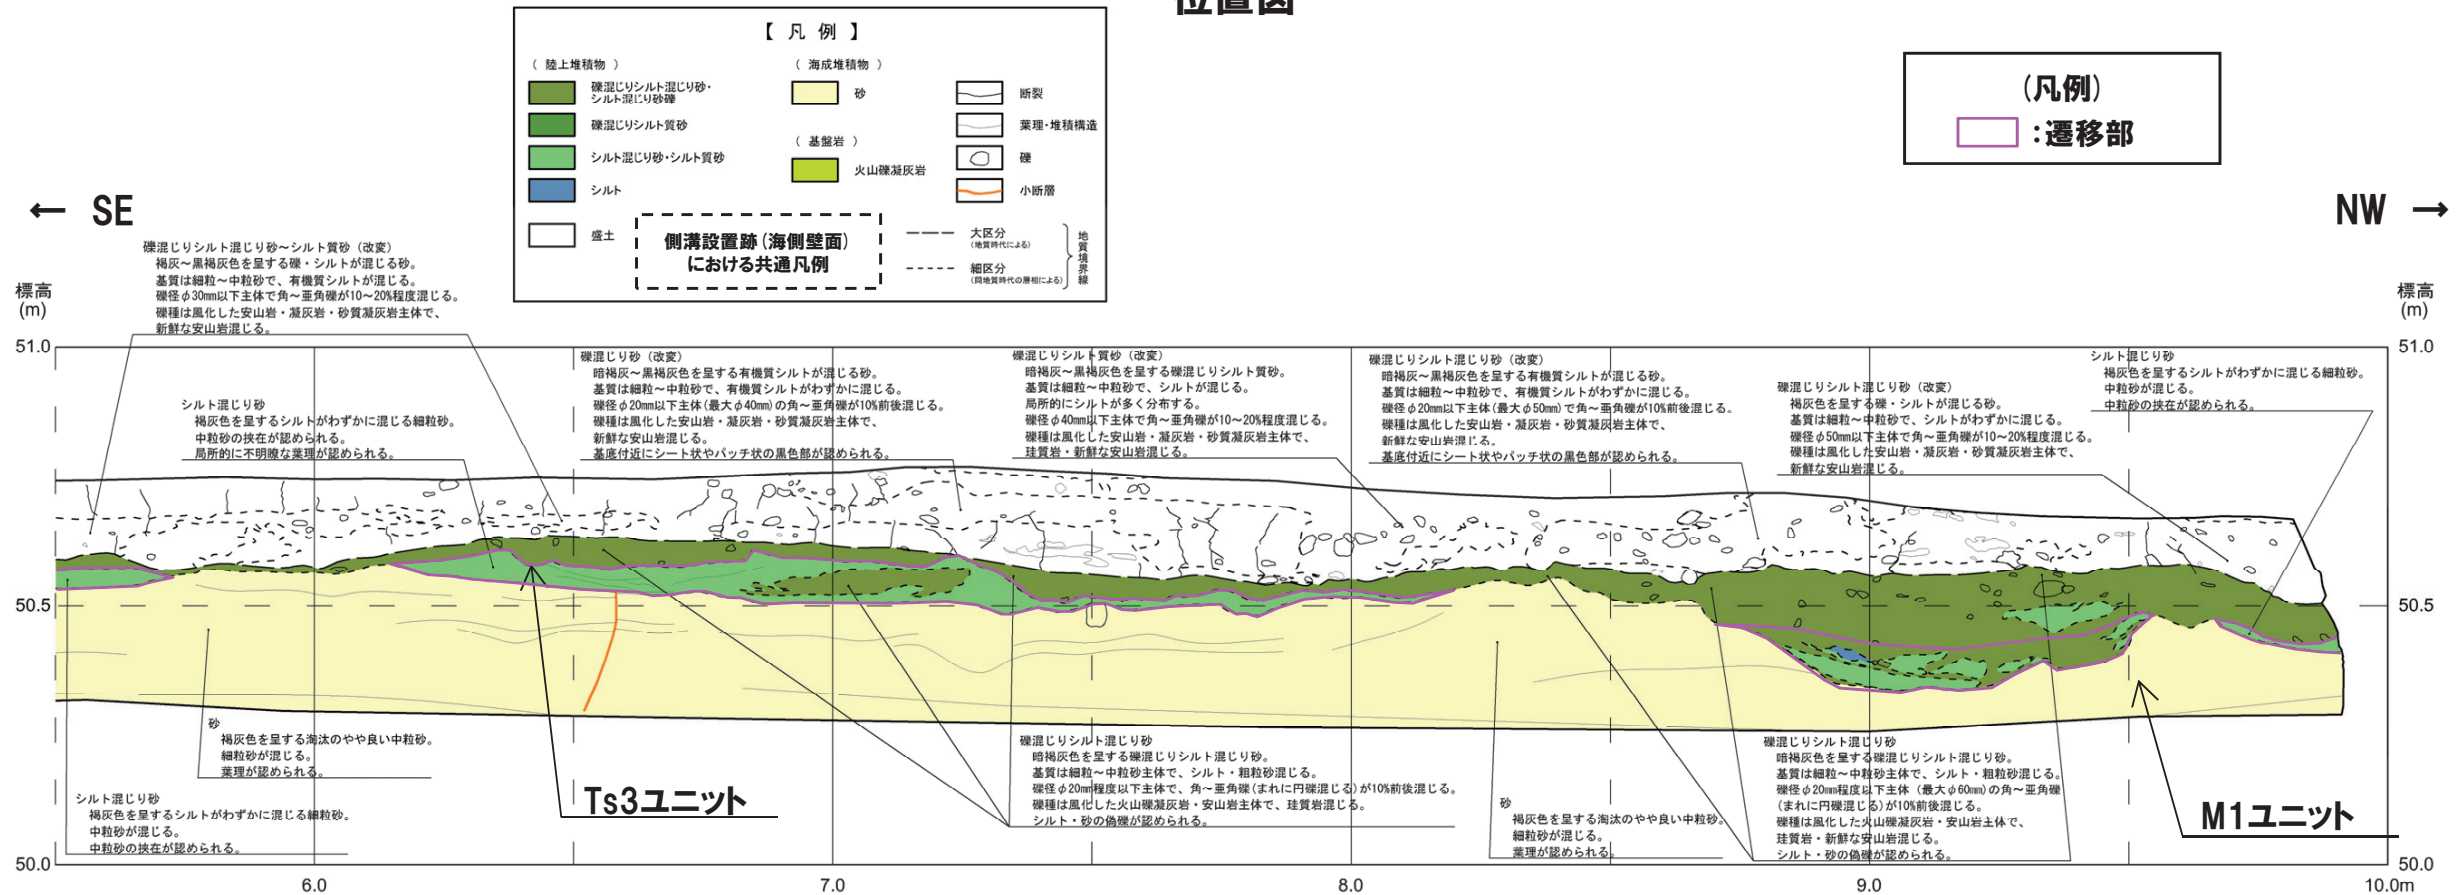 位置図
【 凡 例 】
( 陸上堆積物 )
礫混じりシルト混じり砂・
シルト混じり砂礫
礫混じりシルト質砂
シルト混じり砂・シルト質砂
シルト
盛土
( 海成堆積物 )
砂
( 基盤岩 )
火山礫凝灰岩
断裂
葉理・堆積構造
礫
小断層
側溝設置跡(海側壁面)
における共通凡例
大区分
(地質時代による)
細区分
(同地質時代の層相による)
地質境界線
(凡例)
:遷移部
← SE
NW →
標高
(m)
標高
(m)
51.0
50.5
50.0
51.0
50.5
50.0
礫混じりシルト混じり砂~シルト質砂(改変)
褐灰~黒褐灰色を呈する礫・シルトが混じる砂。
基質は細粒~中粒砂で、有機質シルトが混じる。
礫径φ30mm以下主体で角~亜角礫が10~20%程度混じる。
礫種は風化した安山岩・凝灰岩・砂質凝灰岩主体で、
新鮮な安山岩混じる。
シルト混じり砂
褐灰色を呈するシルトがわずかに混じる細粒砂。
中粒砂の挟在が認められる。
局所的に不明瞭な葉理が認められる。
礫混じり砂(改変)
暗褐灰~黒褐灰色を呈する有機質シルトが混じる砂。
基質は細粒~中粒砂で、有機質シルトがわずかに混じる。
礫径φ20mm以下主体(最大φ40mm)の角~亜角礫が10%前後混じる。
礫種は風化した安山岩・凝灰岩・砂質凝灰岩主体で、
新鮮な安山岩混じる。
基底付近にシート状やパッチ状の黒色部が認められる。
礫混じりシルト質砂(改変)
暗褐灰~黒褐灰色を呈する礫混じりシルト質砂。
基質は細粒~中粒砂で、シルトが混じる。
局所的にシルトが多く分布する。
礫径φ40mm以下主体で角~亜角礫が10~20%程度混じる。
礫種は風化した安山岩・凝灰岩・砂質凝灰岩主体で、
珪質岩・新鮮な安山岩混じる。
礫混じりシルト混じり砂(改変)
暗褐灰~黒褐灰色を呈する有機質シルトが混じる砂。
基質は細粒~中粒砂で、有機質シルトがわずかに混じる。
礫径φ20mm以下主体(最大φ50mm)で角~亜角礫が10%前後混じる。
礫種は風化した安山岩・凝灰岩・砂質凝灰岩主体で、
新鮮な安山岩混じる。
基底付近にシート状やパッチ状の黒色部が認められる。
礫混じりシルト混じり砂(改変)
褐灰色を呈する礫・シルトが混じる砂。
基質は細粒~中粒砂で、シルトがわずかに混じる。
礫径φ50mm以下主体で角~亜角礫が10~20%程度混じる。
礫種は風化した安山岩・凝灰岩・砂質凝灰岩主体で、
新鮮な安山岩混じる。
シルト混じり砂
褐灰色を呈するシルトがわずかに混じる細粒砂。
中粒砂が混じる。
中粒砂の挟在が認められる。
砂
褐灰色を呈する淘汰のやや良い中粒砂。
細粒砂が混じる。
葉理が認められる。
シルト混じり砂
褐灰色を呈するシルトがわずかに混じる細粒砂。
中粒砂が混じる。
中粒砂の挟在が認められる。
Ts3ユニット
礫混じりシルト混じり砂
暗褐灰色を呈する礫混じりシルト混じり砂。
基質は細粒~中粒砂主体で、シルト・粗粒砂混じる。
礫径φ20mm程度以下主体で、角~亜角礫(まれに円礫混じる)が10%前後混じる。
礫種は風化した火山礫凝灰岩・安山岩主体で、珪質岩混じる。
シルト・砂の偽礫が認められる。
砂
褐灰色を呈する淘汰のやや良い中粒砂。
細粒砂が混じる。
葉理が認められる。
礫混じりシルト混じり砂
暗褐灰色を呈する礫混じりシルト混じり砂。
基質は細粒~中粒砂主体で、シルト・粗粒砂混じる。
礫径φ20mm程度以下主体(最大φ60mm)の角~亜角礫
(まれに円礫混じる)が10%前後混じる。
礫種は風化した火山礫凝灰岩・安山岩主体で、
珪質岩・新鮮な安山岩混じる。
シルト・砂の偽礫が認められる。
M1ユニット
6.0
7.0
8.0
9.0
10.0m